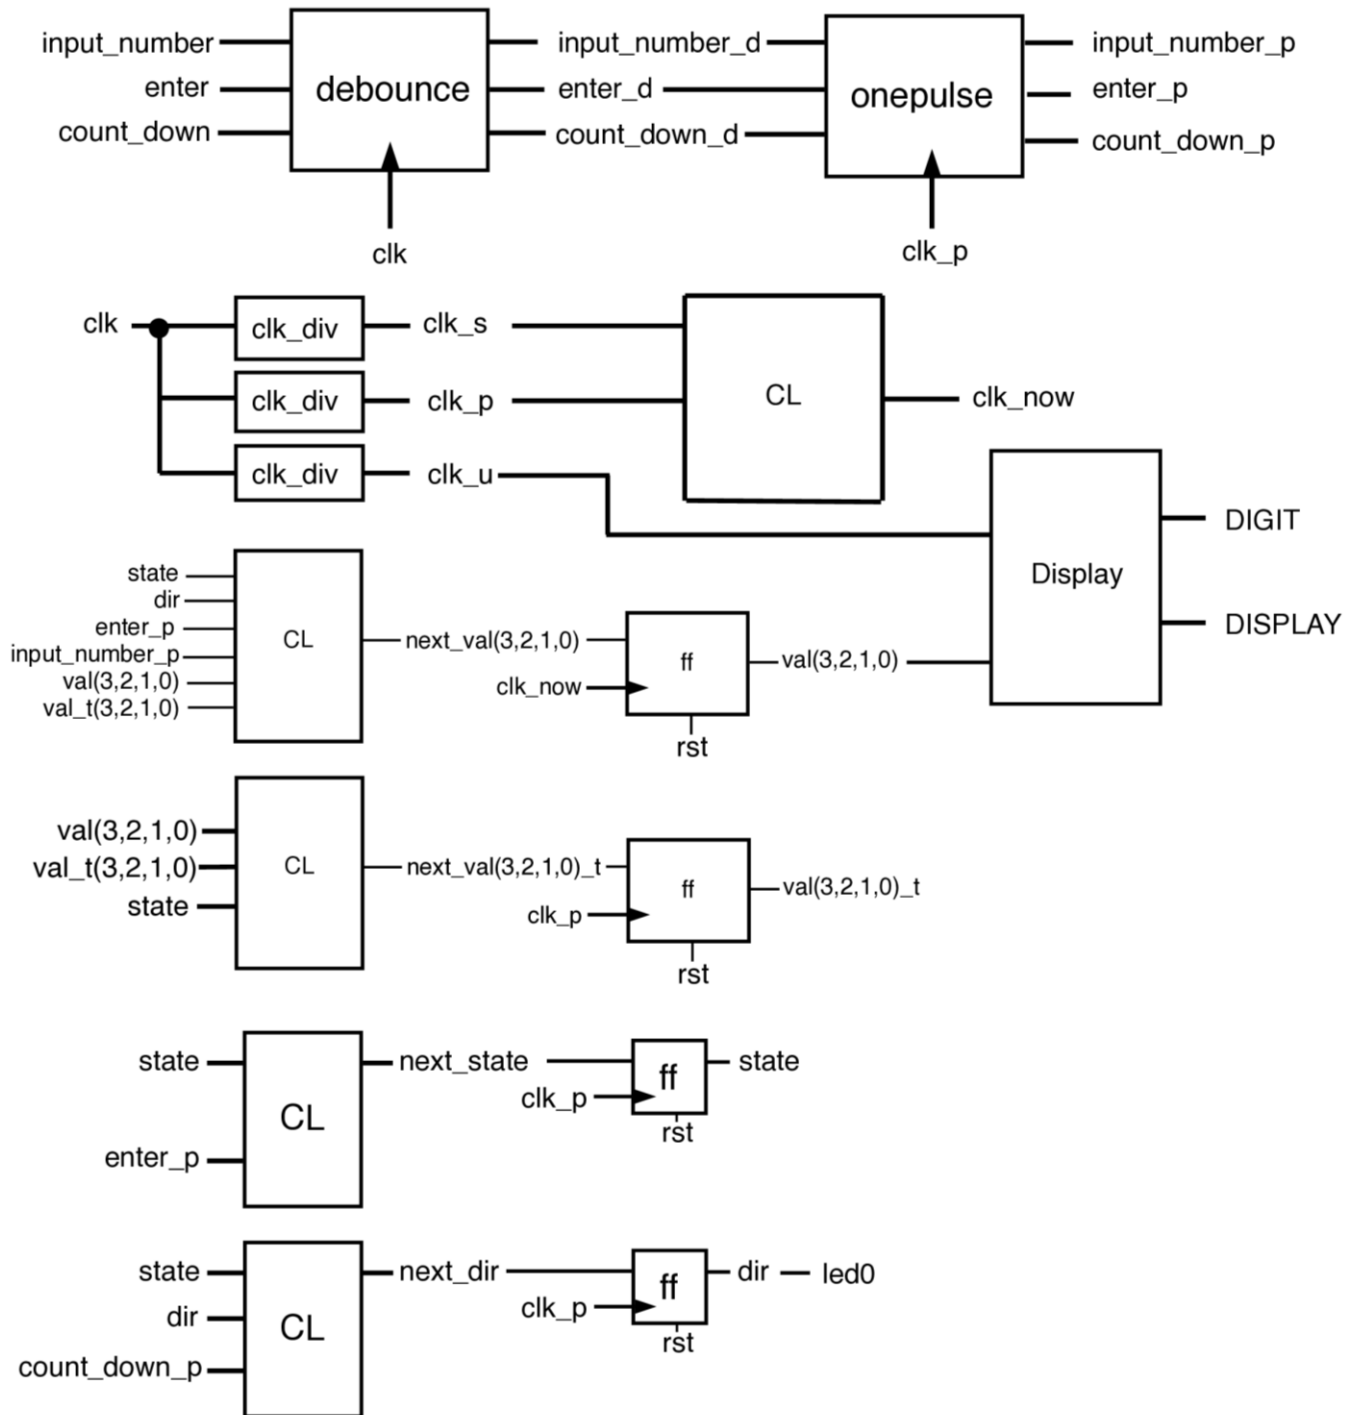 input_number
enter
count_down
debounce
input_number_d
enter_d
count_down_d
onepulse
input_number_p
enter_p
count_down_p
clk
clk_p
clk
clk_div
clk_s
clk_div
clk_p
clk_div
clk_u
CL
clk_now
Display
DIGIT
DISPLAY
state
dir
enter_p
input_number_p
val(3,2,1,0)
val_t(3,2,1,0)
CL
next_val(3,2,1,0)
clk_now
ff
rst
val(3,2,1,0)
val(3,2,1,0)
val_t(3,2,1,0)
state
CL
next_val(3,2,1,0)_t
clk_p
ff
rst
val(3,2,1,0)_t
state
enter_p
CL
next_state
clk_p
ff
rst
state
state
dir
count_down_p
CL
next_dir
clk_p
ff
rst
dir
led0